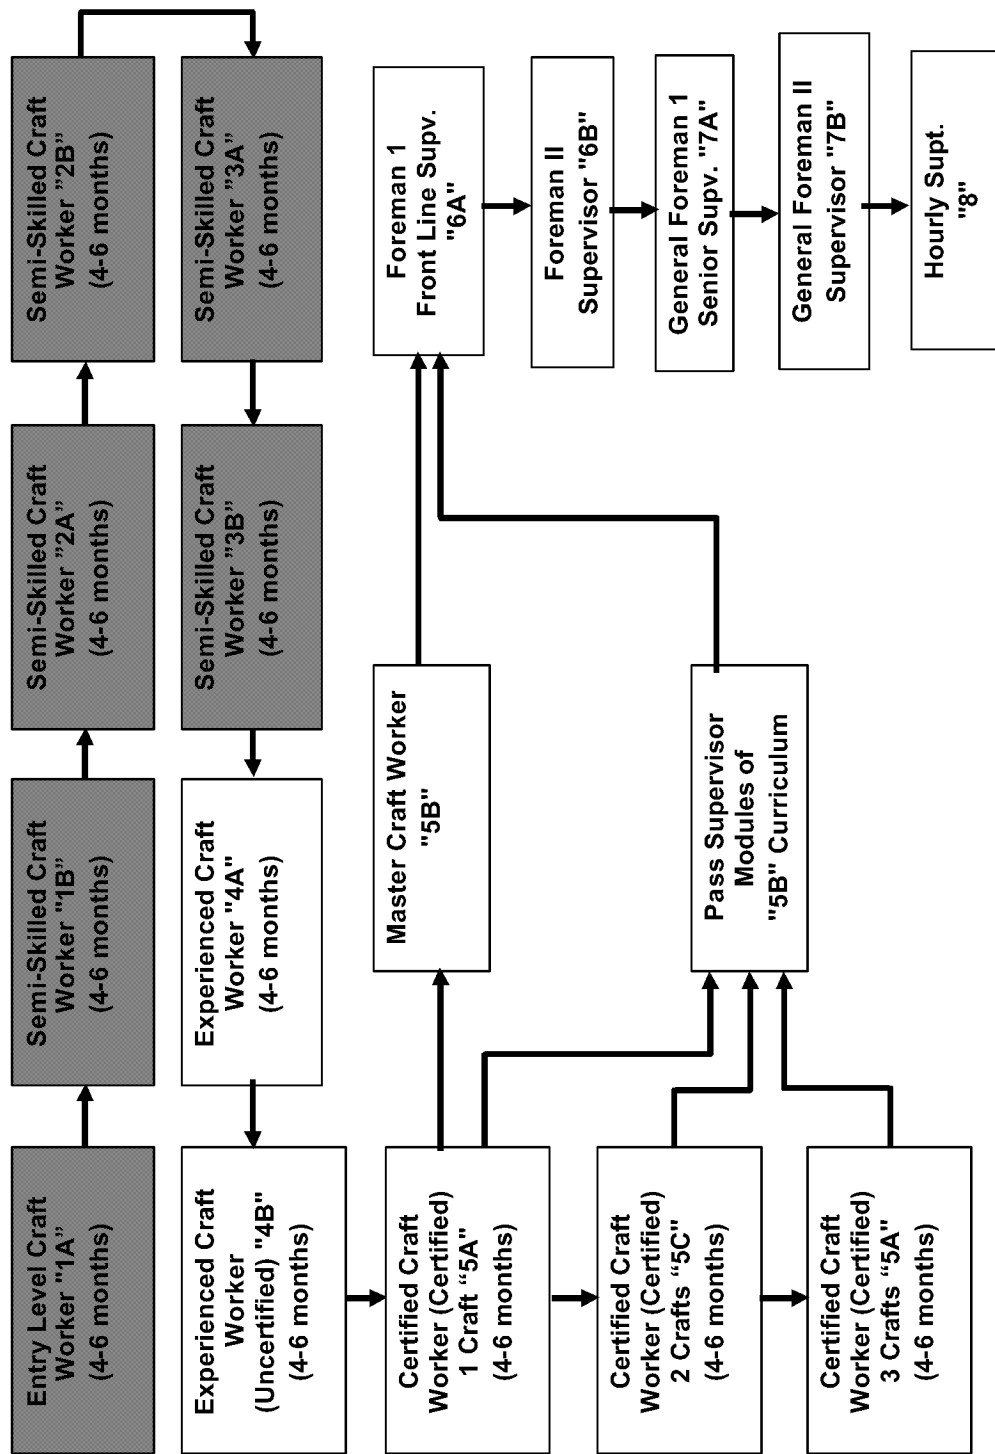 Entry Level Craft
Worker "1A”
(4-6 months)
Semi-Skilled Craft
Worker "1B”
(4-6 months)
Semi-Skilled Craft
Worker ”2A”
(4-6 months)
Semi-Skilled Craft
Worker ”2B”
(4-6 months)
Semi-Skilled Craft
Worker ”3A”
(4-6 months)
Semi-Skilled Craft
Worker ”3B”
(4-6 months)
Experienced Craft
Worker "4A"
(4-6 months)
Experienced Craft
Worker
(Uncertified) "4B"
(4-6 months)
Certified Craft
Worker (Certified)
1 Craft “5A”
(4-6 months)
Master Craft Worker
"5B"
Foreman 1
Front Line Supv.
"6A"
Foreman II
Supervisor "6B"
Certified Craft
Worker (Certified)
2 Crafts “5C”
(4-6 months)
Pass Supervisor
Modules of
"5B" Curriculum
General Foreman 1
Senior Supv. "7A"
General Foreman II
Supervisor "7B"
Certified Craft
Worker (Certified)
3 Crafts “5A"
(4-6 months)
Hourly Supt.
"8"